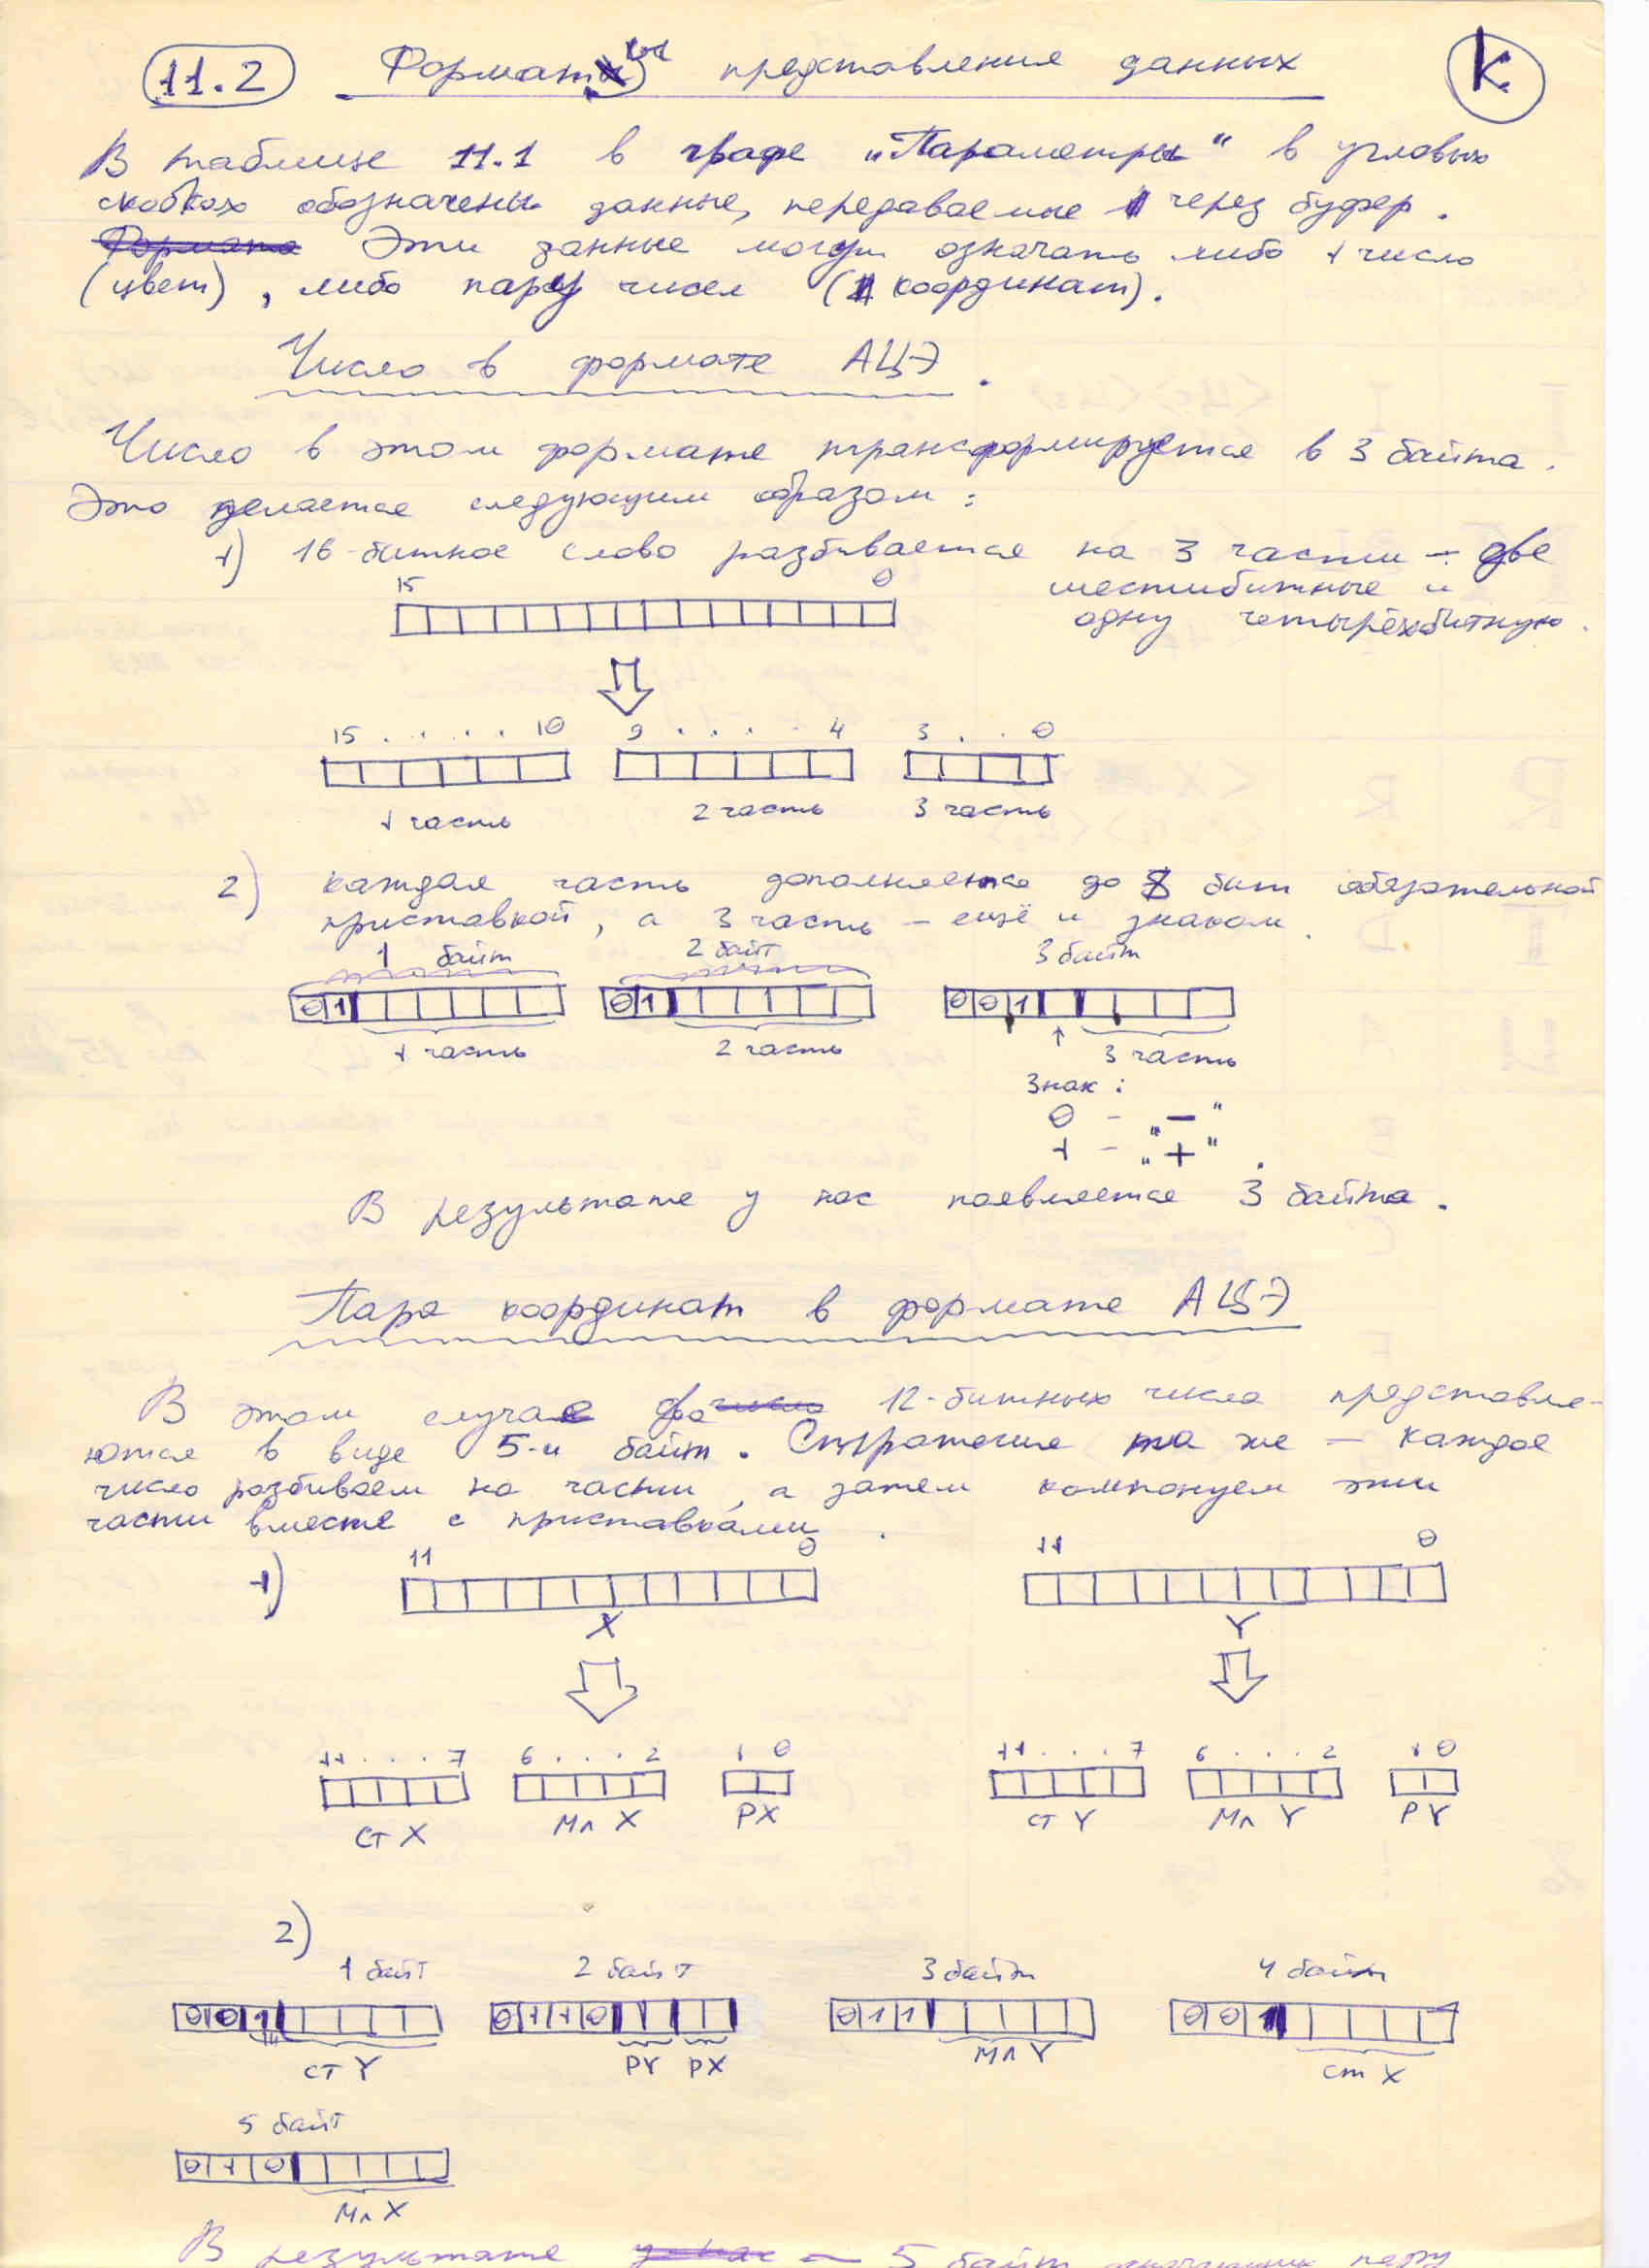 11.2 Форматы представления данных К
В таблице 11.1 в графе „Параметры“ в угловых
скобках обозначены данные, передаваемые через буфер.
Эти данные могут означать либо 1 число
(цвет), либо пару чисел (координат).
Число в формате АЦЭ.
Число в этом формате трансформируется в 3 байта.
Это делается следующим образом:
1) 16-битное слово разбивается на 3 части – две
шестибитные и
одну четырёхбитную.
15 0
15 . . . . 10 9 . . . . 4 3 . . 0
1 часть 2 часть 3 часть
2) каждая часть дополняется до 8 бит обязательной
приставкой, а 3 часть – ещё и знаком.
1 байт 2 байт 3 байт
0 1 0 1 0 0 1
1 часть 2 часть ↑ 3 часть
Знак:
0 – „−“
1 – „+“.
В результате у нас появляется 3 байта.
Пара координат в формате АЦЭ
В этом случае два 12-битных числа представля-
ются в виде 5-и байт. Стратегия та же – каждое
число разбиваем на части, а затем компонуем эти
части вместе с приставками.
1) 11 0 11 0
X Y
11 . . . 7 6 . . . 2 1 0 11 . . . 7 6 . . . 2 1 0
Ст X Мл X РX Ст Y Мл Y РY
2)
1 байт 2 байт 3 байт 4 байт
0 0 1 0 1 1 0 0 1 1 0 0 1
Ст Y РY РX Мл Y Ст X
5 байт
0 1 0
Мл X
В результате – 5 байт, означающих пару